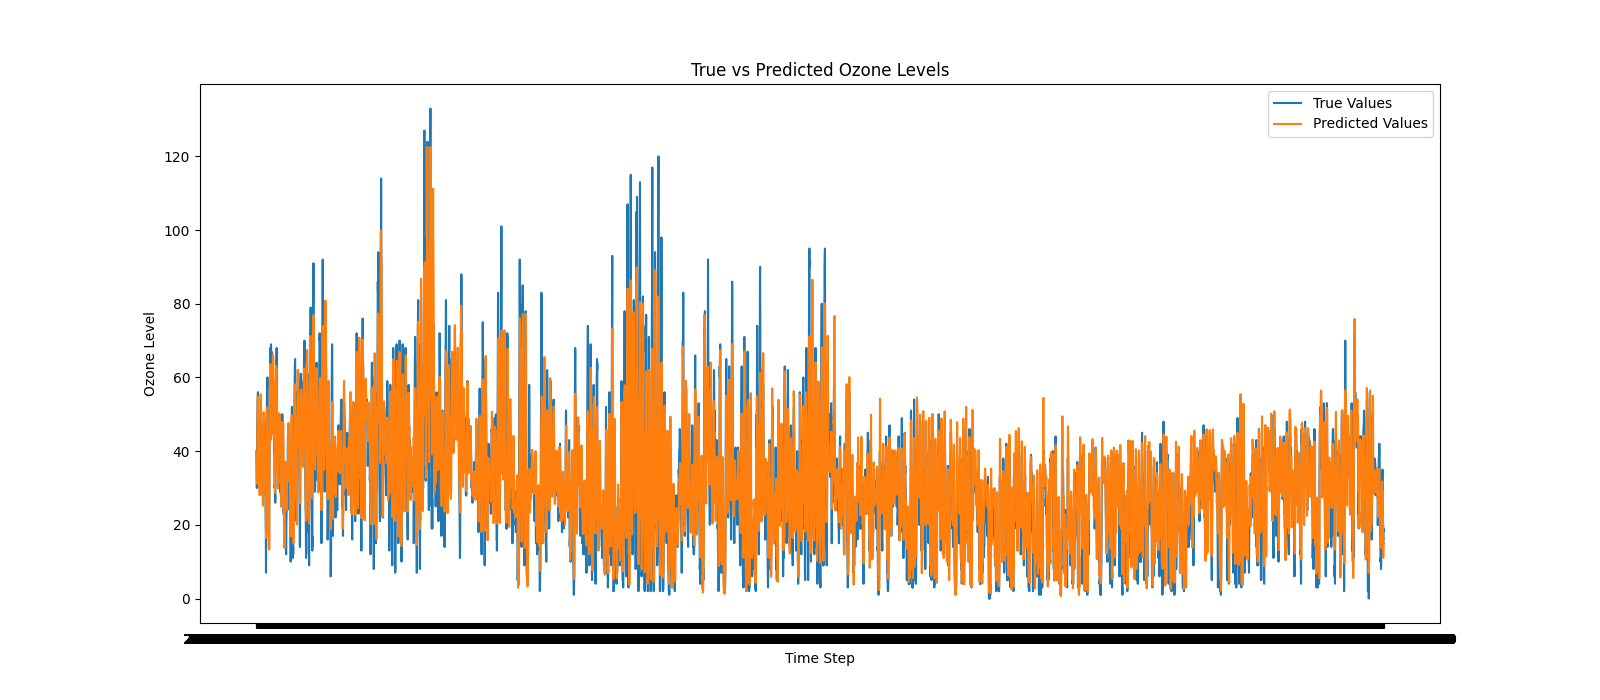 True vs Predicted Ozone Levels
True Values
Predicted Values
120
100
80
60
40
20
0
Ozone Level
Time Step